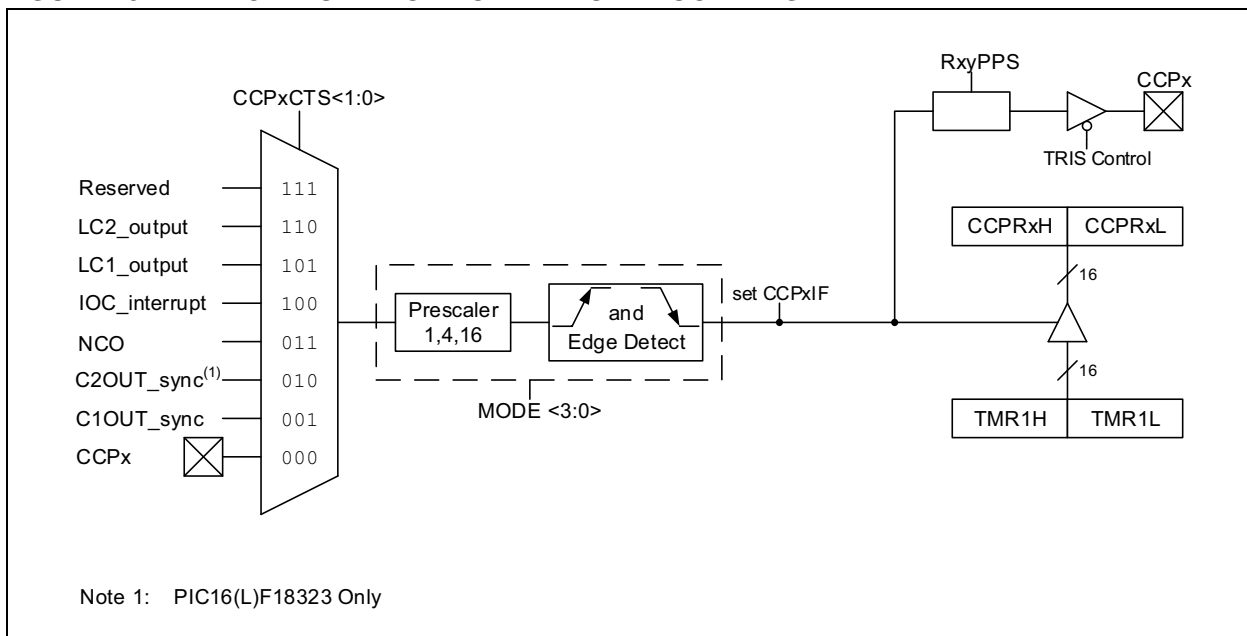 RxyPPS
CCPx
CCPxCTS<1:0>
TRIS Control
Reserved 111
LC2_output 110
CCPRxH CCPRxL
LC1_output 101
16
IOC_interrupt 100
Prescaler
1,4,16
and
Edge Detect
set CCPxIF
NCO 011
C2OUT_sync(1) 010
16
MODE <3:0>
C1OUT_sync 001
TMR1H TMR1L
CCPx 000
Note 1: PIC16(L)F18323 Only